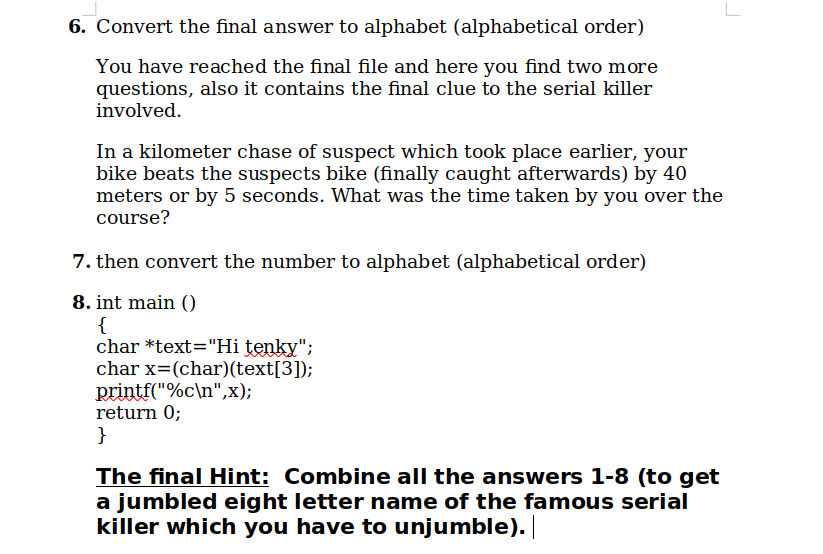 6. Convert the final answer to alphabet (alphabetical order)
You have reached the final file and here you find two more
questions, also it contains the final clue to the serial killer
involved.
In a kilometer chase of suspect which took place earlier, your
bike beats the suspects bike (finally caught afterwards) by 40
meters or by 5 seconds. What was the time taken by you over the
course?
7. then convert the number to alphabet (alphabetical order)
8. int main ()
{
char *text="Hi tenky";
char x=(char)(text[3]);
printf("%c\n",x);
return 0;
}
The final Hint: Combine all the answers 1-8 (to get
a jumbled eight letter name of the famous serial
killer which you have to unjumble).